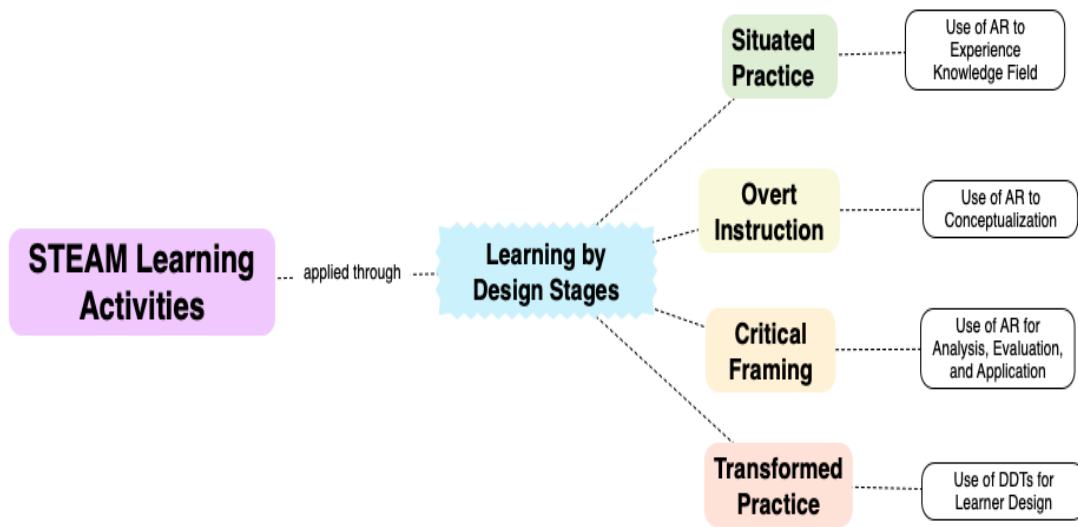 STEAM Learning
Activities
applied through
Learning by
Design Stages
Situated
Practice
Use of AR to
Experience
Knowledge Field
Overt
Instruction
Use of AR to
Conceptualization
Critical
Framing
Use of AR for
Analysis, Evaluation,
and Application
Transformed
Practice
Use of DDTs for
Learner Design